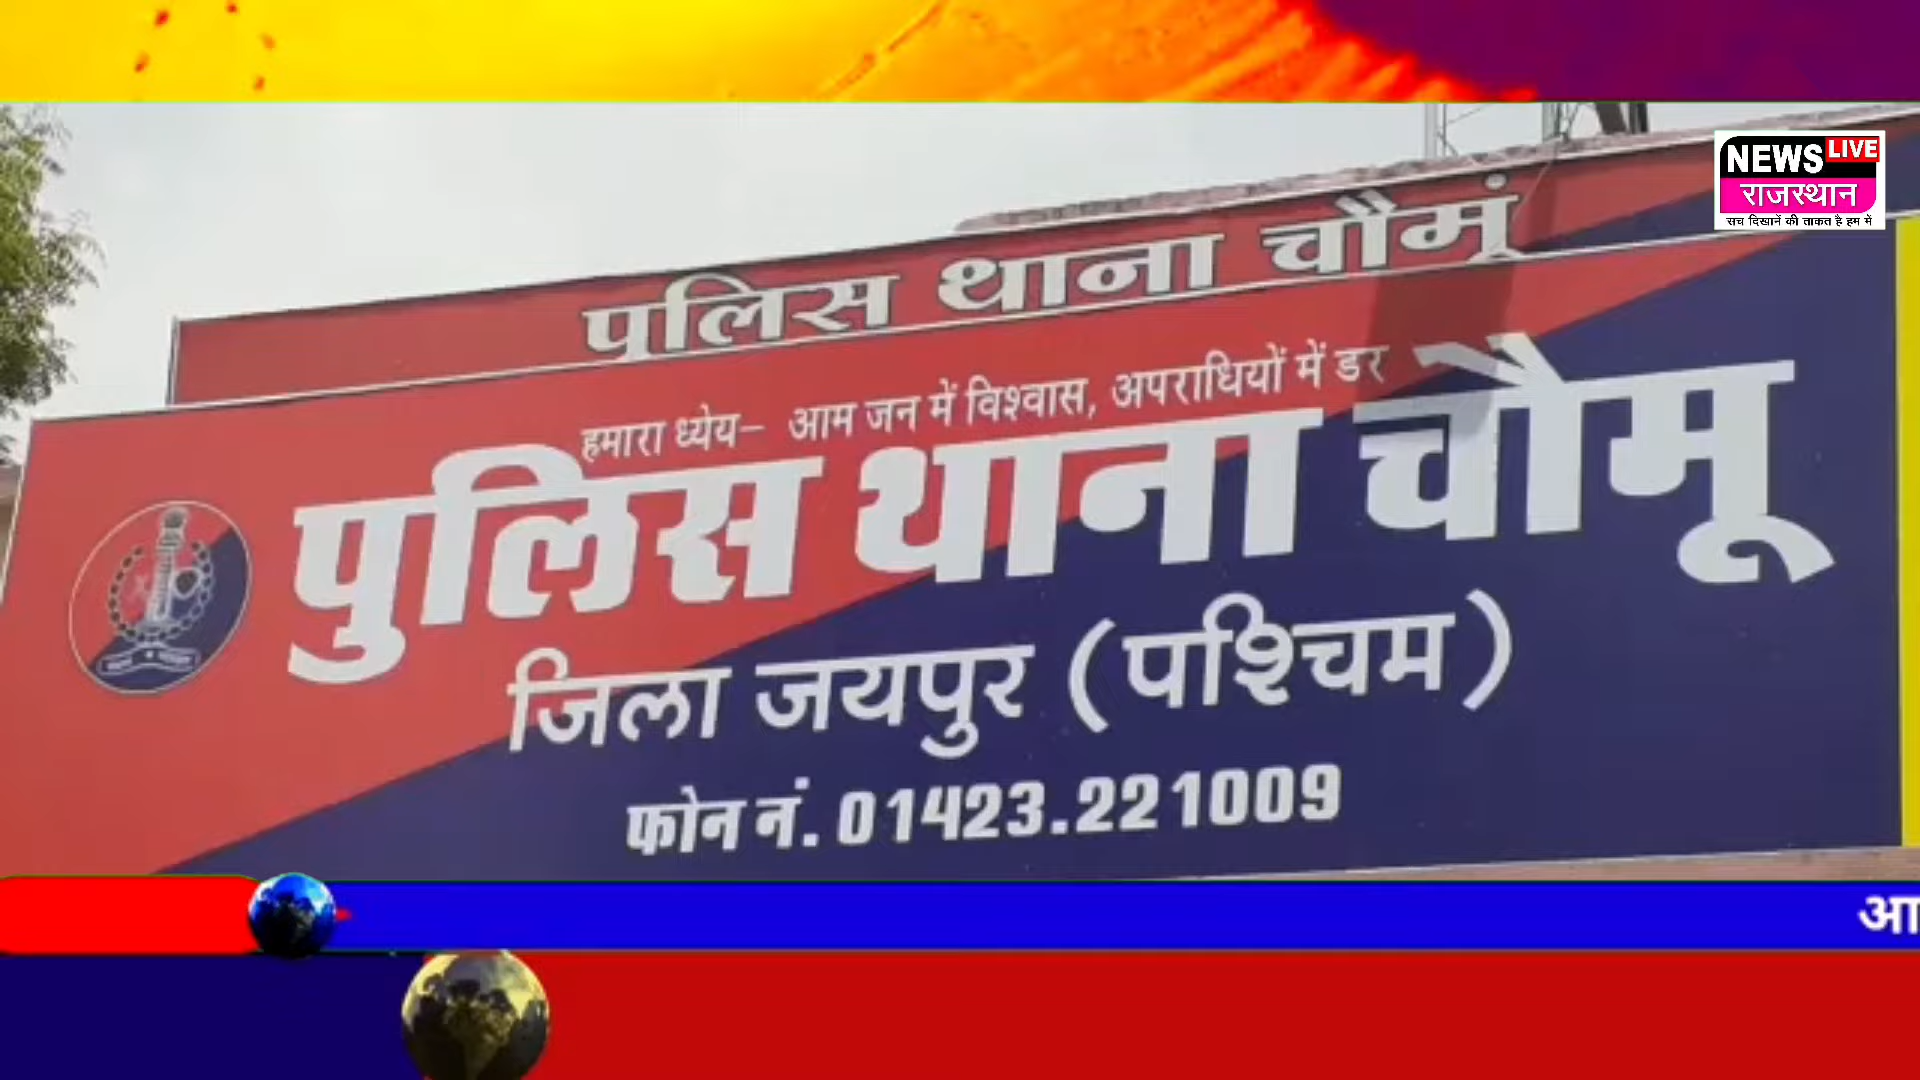 NEWS LIVE
राजस्थान
सच दिखानें की ताकत है हम में
पुलिस थाना चौमूं
हमारा ध्येय- आम जन में विश्वास, अपराधियों में डर
पुलिस थाना चौमू
जिला जयपुर (पश्चिम)
फोन नं. 01423.221009
आ